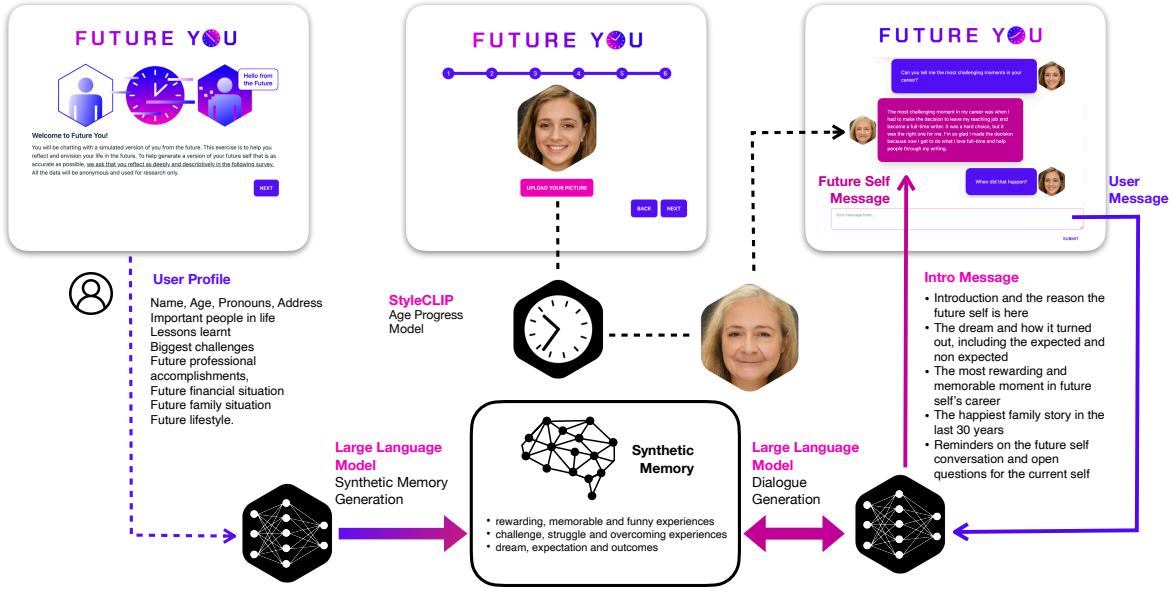 FUTURE YOU
Hello from
the Future
Welcome to Future You!
You will be chatting with a simulated version of you from the future. This exercise is to help you
reflect and envision your life in the future. To help generate a version of your future self that is as
accurate as possible, we ask that you reflect as deeply and descriptively in the following survey.
All the data will be anonymous and used for research only.
NEXT
FUTURE YOU
1 2 3 4 5 6
UPLOAD YOUR PICTURE
BACK NEXT
FUTURE YOU
Can you tell me the most challenging moments in your
career?
The most challenging moment in my career was when I
had to make the decision to leave my teaching job and
become a full-time writer. It was a hard choice, but it
was the right one for me. I'm so glad I made the decision
because now I get to do what I love full-time and help
people through my writing.
When did that happen?
Your message here...
SUBMIT
Future Self
Message
User
Message
User Profile
Name, Age, Pronouns, Address
Important people in life
Lessons learnt
Biggest challenges
Future professional
accomplishments,
Future financial situation
Future family situation
Future lifestyle.
StyleCLIP
Age Progress
Model
Intro Message
• Introduction and the reason the
future self is here
• The dream and how it turned
out, including the expected and
non expected
• The most rewarding and
memorable moment in future
self's career
• The happiest family story in the
last 30 years
• Reminders on the future self
conversation and open
questions for the current self
Large Language
Model
Synthetic Memory
Generation
Synthetic
Memory
• rewarding, memorable and funny experiences
• challenge, struggle and overcoming experiences
• dream, expectation and outcomes
Large Language
Model
Dialogue
Generation